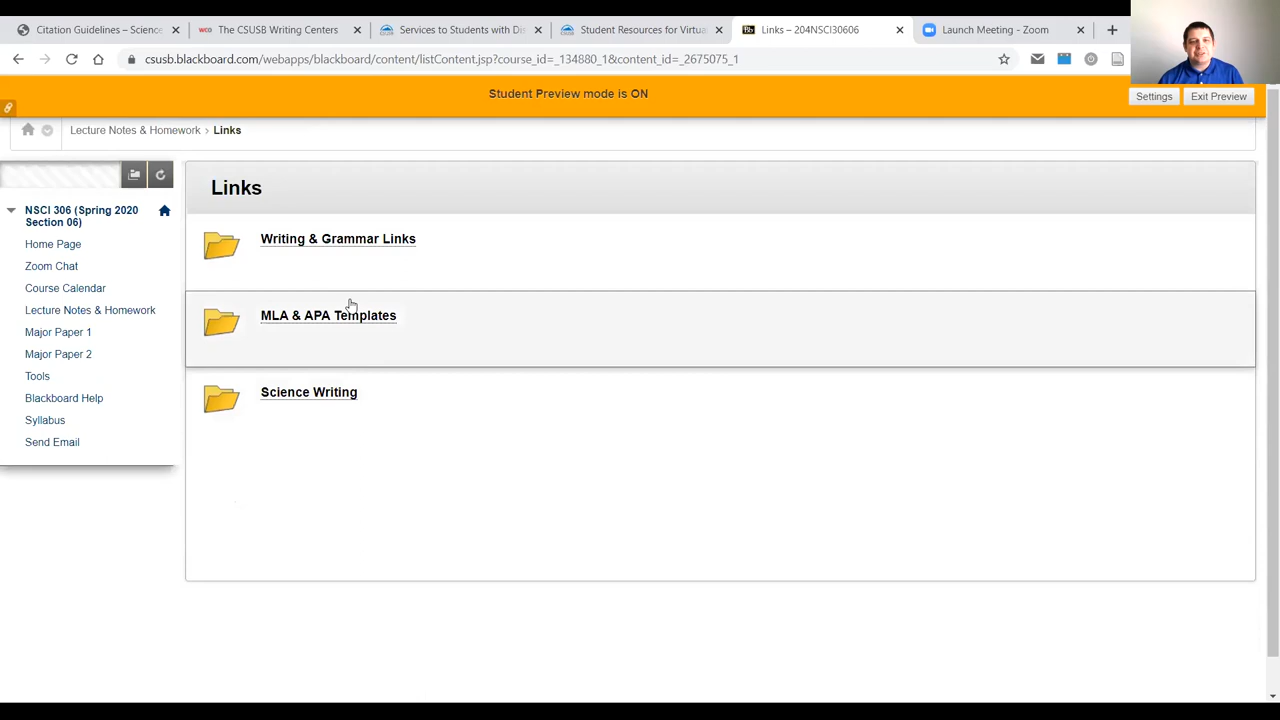 Citation Guidelines – Science
The CSUSB Writing Centers
Services to Students with Dis
Student Resources for Virtua
Links – 204NSCI30606
Launch Meeting - Zoom
csusb.blackboard.com/webapps/blackboard/content/listContent.jsp?course_id=_134880_1&content_id=_2675075_1
Student Preview mode is ON
Settings
Exit Preview
Lecture Notes & Homework › Links
NSCI 306 (Spring 2020
Section 06)
Home Page
Zoom Chat
Course Calendar
Lecture Notes & Homework
Major Paper 1
Major Paper 2
Tools
Blackboard Help
Syllabus
Send Email
Links
Writing & Grammar Links
MLA & APA Templates
Science Writing